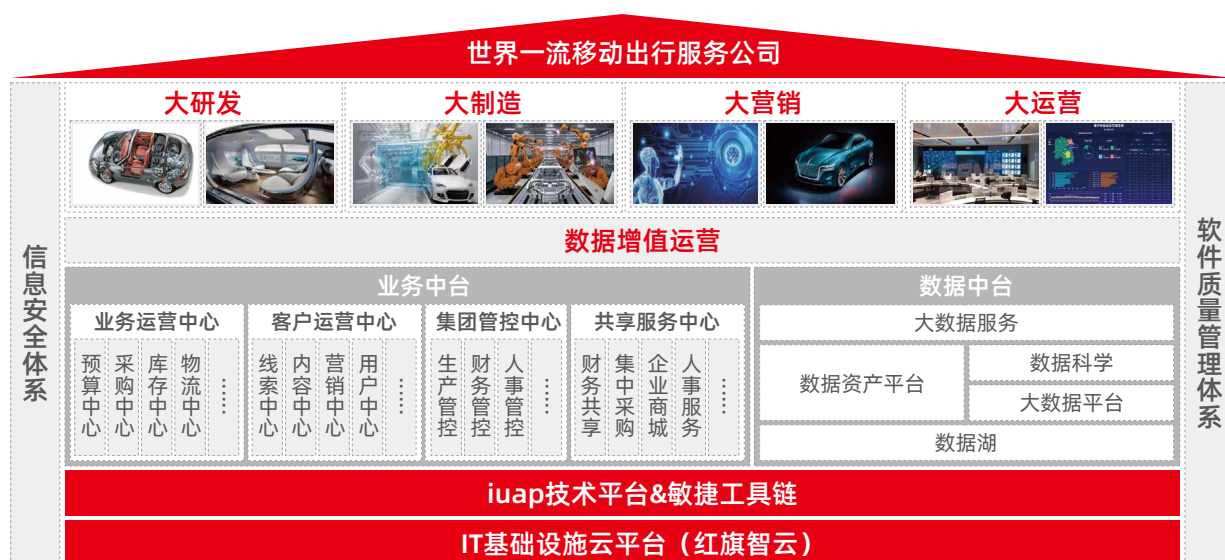 世界一流移动出行服务公司
大研发
大制造
大营销
大运营
信息安全体系
软件质量管理体系
数据增值运营
业务中台
业务运营中心
预算中心
采购中心
库存中心
物流中心
……
客户运营中心
线索中心
内容中心
营销中心
用户中心
……
集团管控中心
生产管控
财务管控
人事管控
……
共享服务中心
财务共享
集中采购
企业商城
人事服务
……
数据中台
大数据服务
数据资产平台
数据科学
大数据平台
数据湖
iuap技术平台&敏捷工具链
IT基础设施云平台（红旗智云）